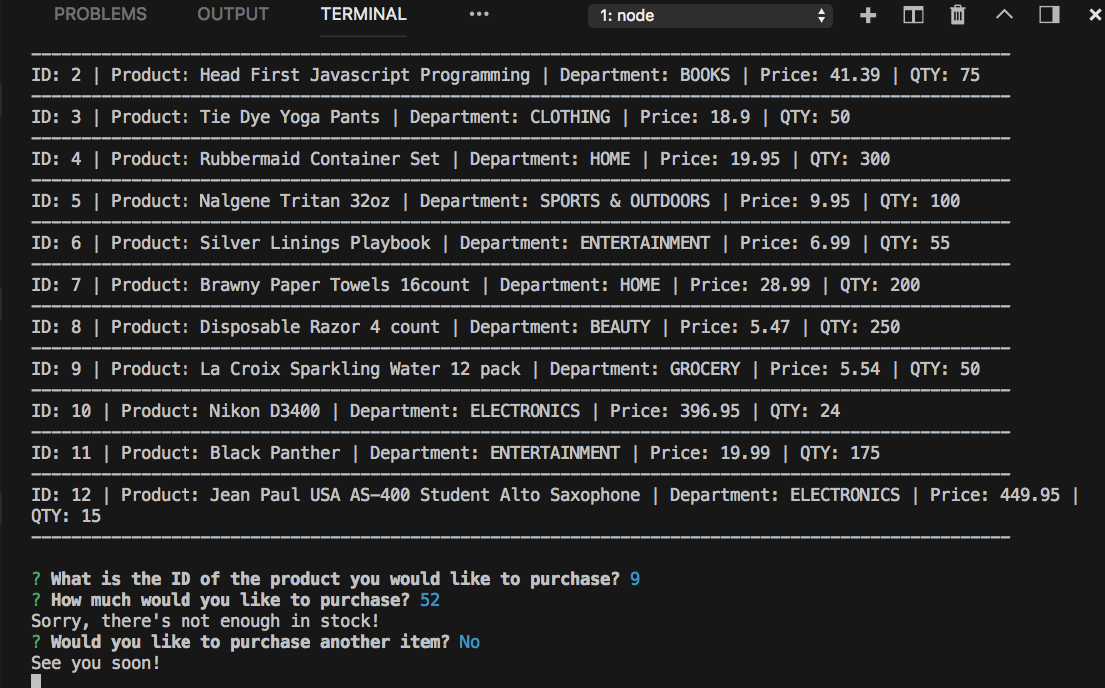 PROBLEMS OUTPUT TERMINAL ••• 1: node
ID: 2 | Product: Head First Javascript Programming | Department: BOOKS | Price: 41.39 | QTY: 75
ID: 3 | Product: Tie Dye Yoga Pants | Department: CLOTHING | Price: 18.9 | QTY: 50
ID: 4 | Product: Rubbermaid Container Set | Department: HOME | Price: 19.95 | QTY: 300
ID: 5 | Product: Nalgene Tritan 32oz | Department: SPORTS & OUTDOORS | Price: 9.95 | QTY: 100
ID: 6 | Product: Silver Linings Playbook | Department: ENTERTAINMENT | Price: 6.99 | QTY: 55
ID: 7 | Product: Brawny Paper Towels 16count | Department: HOME | Price: 28.99 | QTY: 200
ID: 8 | Product: Disposable Razor 4 count | Department: BEAUTY | Price: 5.47 | QTY: 250
ID: 9 | Product: La Croix Sparkling Water 12 pack | Department: GROCERY | Price: 5.54 | QTY: 50
ID: 10 | Product: Nikon D3400 | Department: ELECTRONICS | Price: 396.95 | QTY: 24
ID: 11 | Product: Black Panther | Department: ENTERTAINMENT | Price: 19.99 | QTY: 175
ID: 12 | Product: Jean Paul USA AS-400 Student Alto Saxophone | Department: ELECTRONICS | Price: 449.95 |
QTY: 15
? What is the ID of the product you would like to purchase? 9
? How much would you like to purchase? 52
Sorry, there's not enough in stock!
? Would you like to purchase another item? No
See you soon!